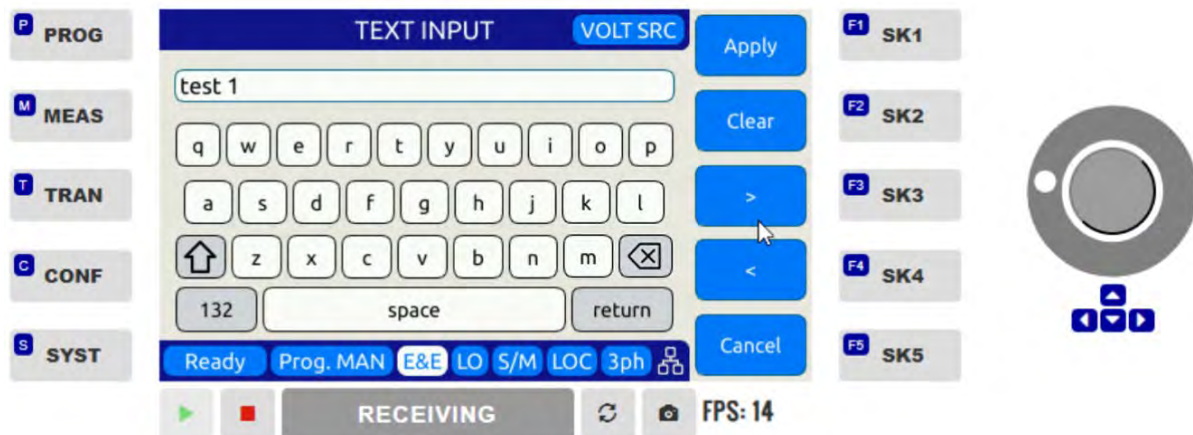 P PROG
M MEAS
T TRAN
C CONF
S SYST
TEXT INPUT VOLT SRC
test 1
q w e r t y u i o p
a s d f g h j k l
z x c v b n m
132 space return
Ready Prog. MAN E&E LO S/M LOC 3ph
Apply
Clear
>
<
Cancel
F1 SK1
F2 SK2
F3 SK3
F4 SK4
F5 SK5
RECEIVING FPS: 14